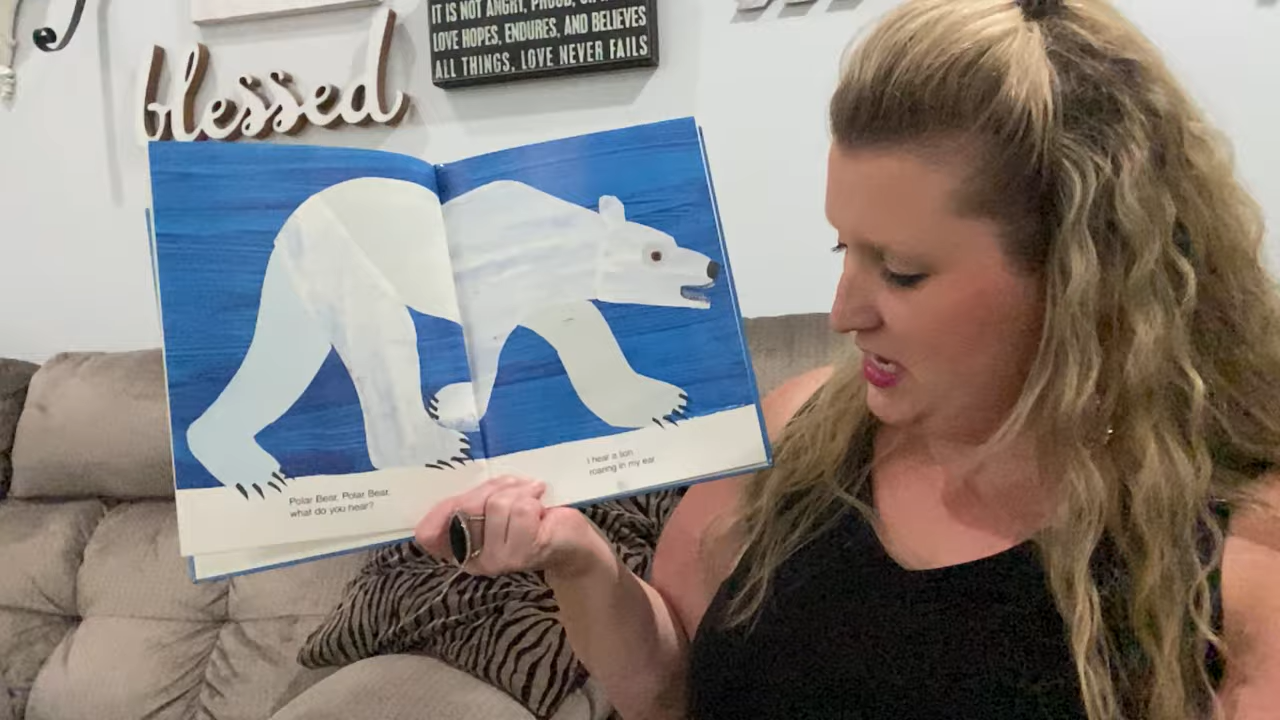 IT IS NOT ANGRY, PROUD,
LOVE HOPES, ENDURES, AND BELIEVES
ALL THINGS, LOVE NEVER FAILS
blessed
Polar Bear, Polar Bear,
what do you hear?
I hear a lion
roaring in my ear.